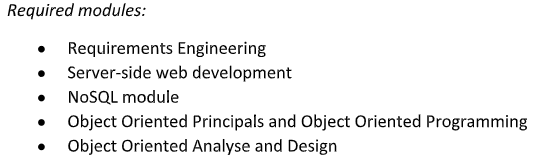 Required modules:
● Requirements Engineering
● Server-side web development
● NoSQL module
● Object Oriented Principals and Object Oriented Programming
● Object Oriented Analyse and Design